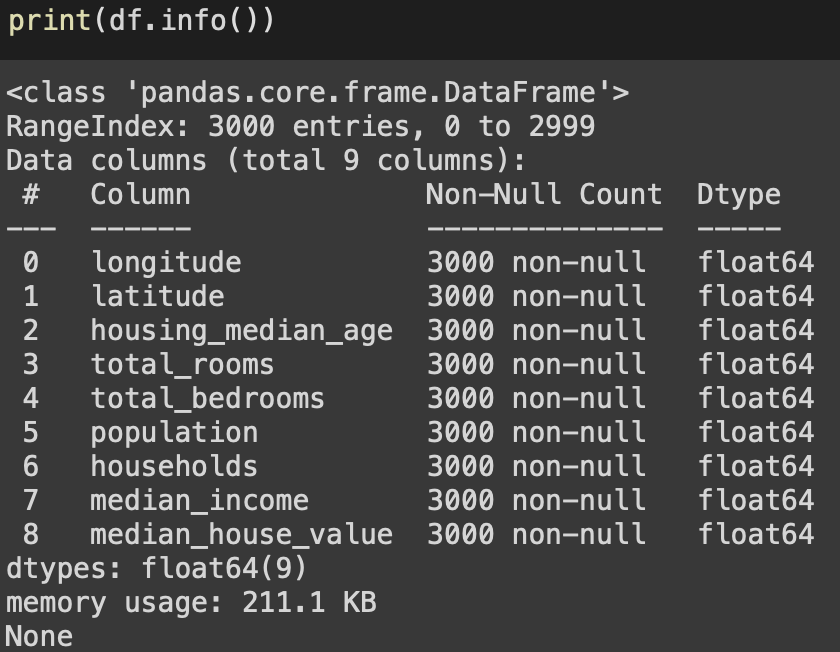 print(df.info())
<class 'pandas.core.frame.DataFrame'>
RangeIndex: 3000 entries, 0 to 2999
Data columns (total 9 columns):
 #   Column              Non-Null Count  Dtype
---  ------              --------------  -----
 0   longitude           3000 non-null   float64
 1   latitude            3000 non-null   float64
 2   housing_median_age  3000 non-null   float64
 3   total_rooms         3000 non-null   float64
 4   total_bedrooms      3000 non-null   float64
 5   population          3000 non-null   float64
 6   households          3000 non-null   float64
 7   median_income       3000 non-null   float64
 8   median_house_value  3000 non-null   float64
dtypes: float64(9)
memory usage: 211.1 KB
None